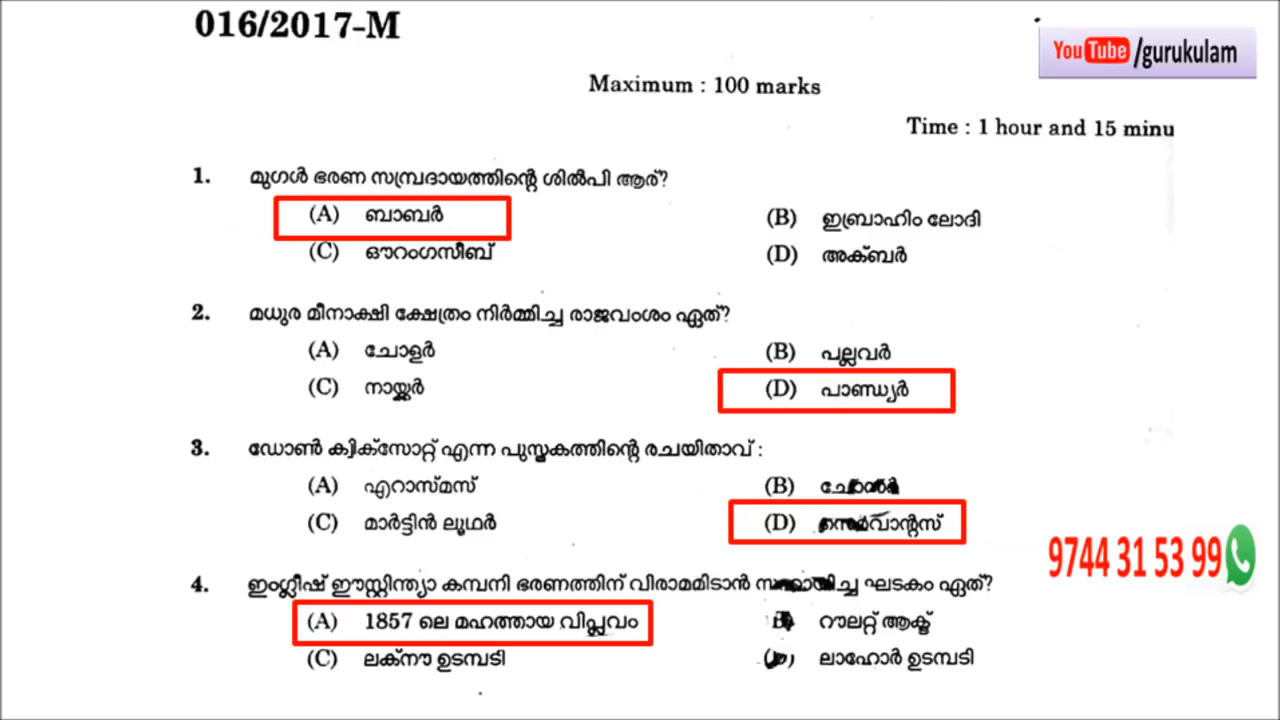 016/2017-M
YouTube/gurukulam
Maximum : 100 marks
Time : 1 hour and 15 minu
1. മുഗൾ ഭരണ സമ്പ്രദായത്തിന്റെ ശിൽപി ആര്?
(A) ബാബർ (B) ഇബ്രാഹിം ലോദി
(C) ഔറംഗസീബ് (D) അക്ബർ
2. മധുര മീനാക്ഷി ക്ഷേത്രം നിർമ്മിച്ച രാജവംശം ഏത്?
(A) ചോളർ (B) പല്ലവർ
(C) നായ്ക്കർ (D) പാണ്ഡ്യർ
3. ഡോൺ ക്വിക്സോറ്റ് എന്ന പുസ്തകത്തിന്റെ രചയിതാവ് :
(A) എറാസ്മസ് (B)
(C) മാർട്ടിൻ ലൂഥർ (D)
9744 31 53 99
4. ഇംഗ്ലീഷ് ഈസ്റ്റിന്ത്യാ കമ്പനി ഭരണത്തിന് വിരാമമിടാൻ ഘടകം ഏത്?
(A) 1857 ലെ മഹത്തായ വിപ്ലവം (B) റൗലറ്റ് ആക്ട്
(C) ലക്നൗ ഉടമ്പടി (D) ലാഹോർ ഉടമ്പടി